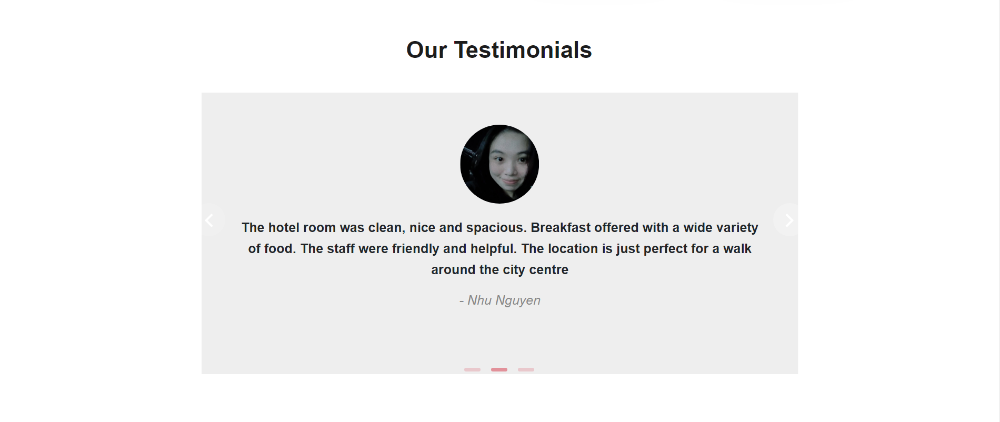 Our Testimonials
The hotel room was clean, nice and spacious. Breakfast offered with a wide variety
of food. The staff were friendly and helpful. The location is just perfect for a walk
around the city centre
- Nhu Nguyen